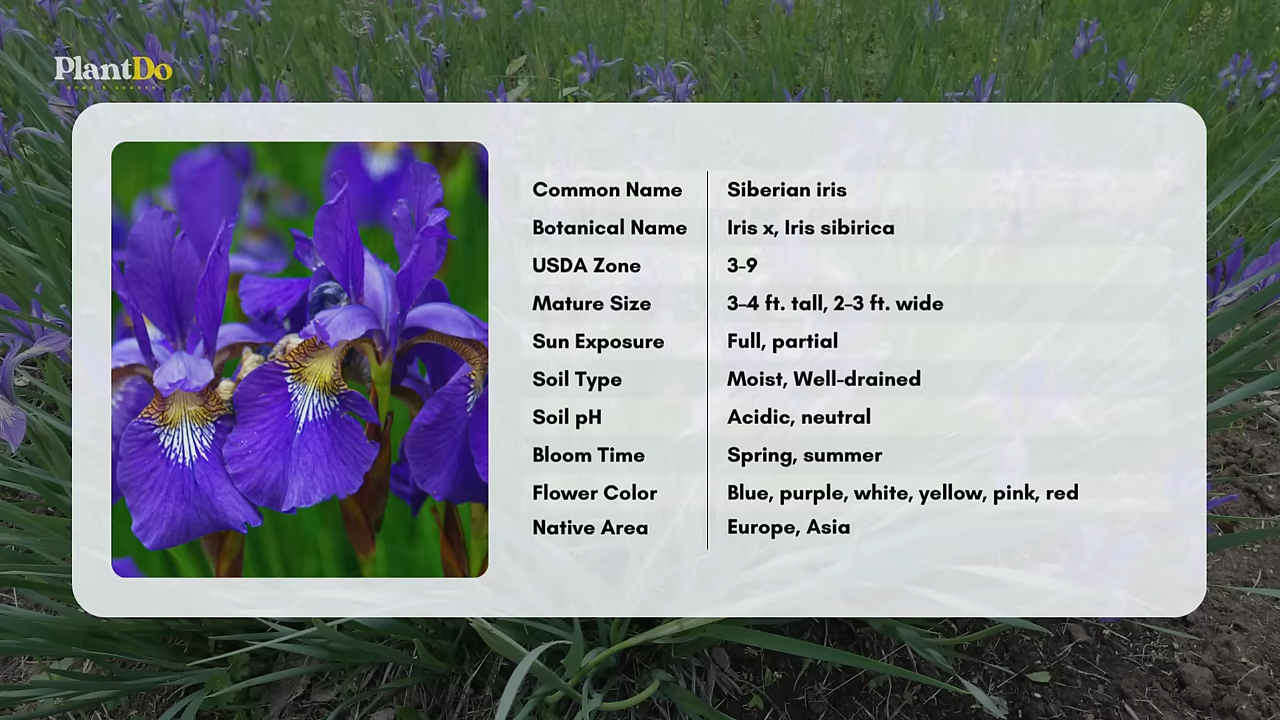 PlantDo
HOME & GARDEN
Common Name Siberian iris
Botanical Name Iris x, Iris sibirica
USDA Zone 3-9
Mature Size 3-4 ft. tall, 2-3 ft. wide
Sun Exposure Full, partial
Soil Type Moist, Well-drained
Soil pH Acidic, neutral
Bloom Time Spring, summer
Flower Color Blue, purple, white, yellow, pink, red
Native Area Europe, Asia